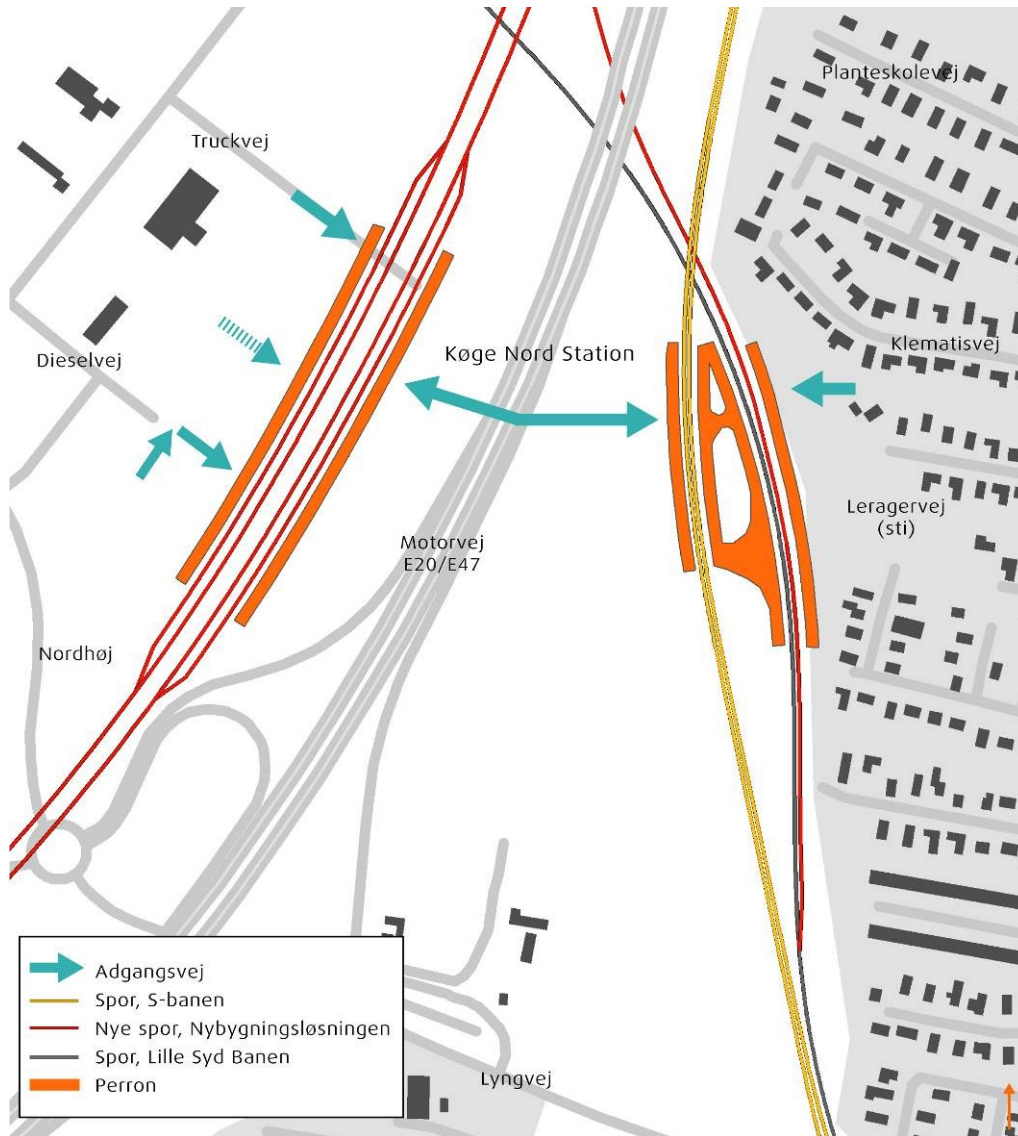 Planteskolevej
Truckvej
Klematisvej
Køge Nord Station
Dieselvej
Leragervej
(sti)
Motorvej
E20/E47
Nordhøj
Adgangsvej
Spor, S-banen
Nye spor, Nybygningsløsningen
Spor, Lille Syd Banen
Perron
Lyngvej